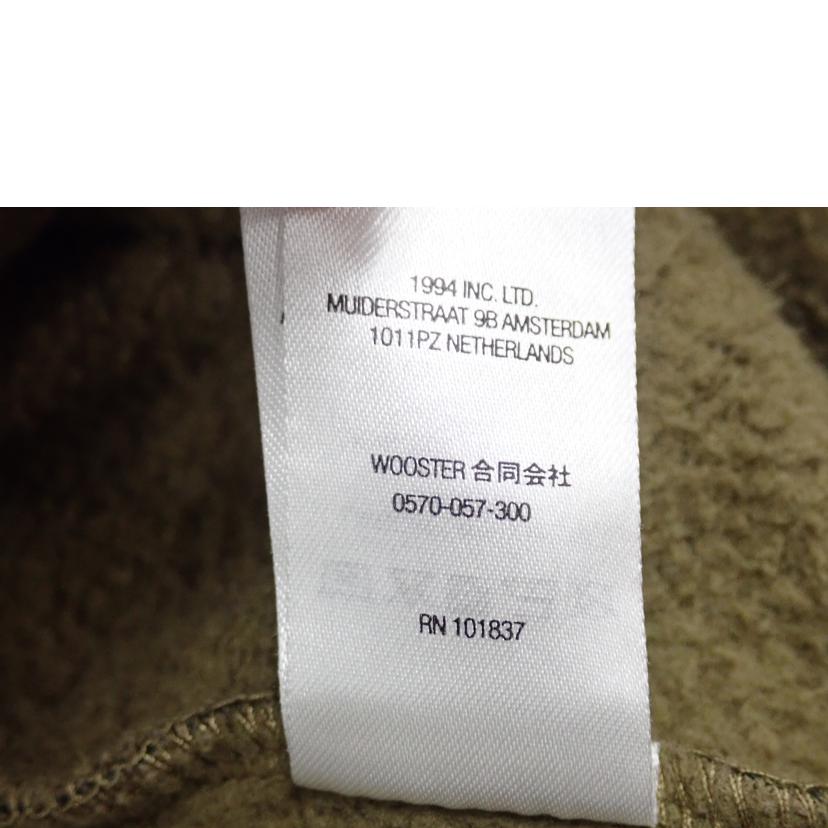 1994 INC. LTD.
MUIDERSTRAAT 9B AMSTERDAM
1011PZ NETHERLANDS
WOOSTER 合同会社
0570-057-300
RN 101837